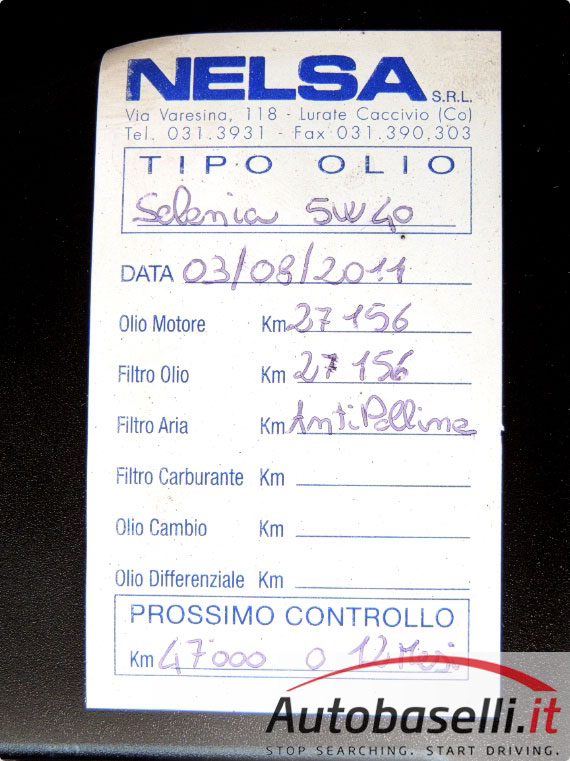 NELSA S.R.L.
Via Varesina, 118 - Lurate Caccivio (Co)
Tel. 031.3931 - Fax 031.390.303
TIPO OLIO
Selenia 5W40
DATA 03/08/2011
Olio Motore Km 27156
Filtro Olio Km 27156
Filtro Aria Km AntiPolline
Filtro Carburante Km
Olio Cambio Km
Olio Differenziale Km
PROSSIMO CONTROLLO
Km 47000 o 12 Mesi
Autobaselli.it
STOP SEARCHING. START DRIVING.